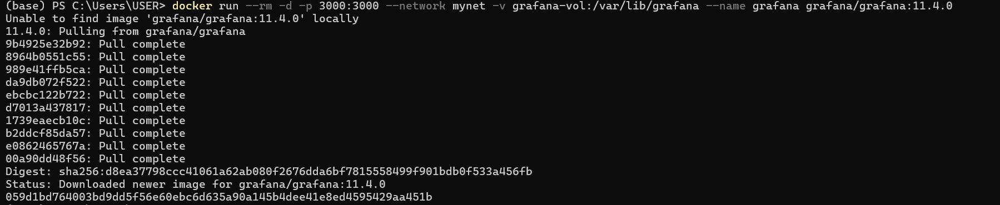 (base) PS C:\Users\USER> docker run --rm -d -p 3000:3000 --network mynet -v grafana-vol:/var/lib/grafana --name grafana grafana/grafana:11.4.0
Unable to find image 'grafana/grafana:11.4.0' locally
11.4.0: Pulling from grafana/grafana
9b4925e32b92: Pull complete
8964b0551c55: Pull complete
989e41ffb5ca: Pull complete
da9db072f522: Pull complete
ebcbc122b722: Pull complete
d7013a437817: Pull complete
1739eaecb10c: Pull complete
b2ddcf85da57: Pull complete
e0862465767a: Pull complete
00a90dd48f56: Pull complete
Digest: sha256:d8ea37798ccc41061a62ab080f2676dda6bf7815558499f901bdb0f533a456fb
Status: Downloaded newer image for grafana/grafana:11.4.0
059d1bd764003bd9dd5f56e60ebc6d635a90a145b4dee41e8ed4595429aa451b